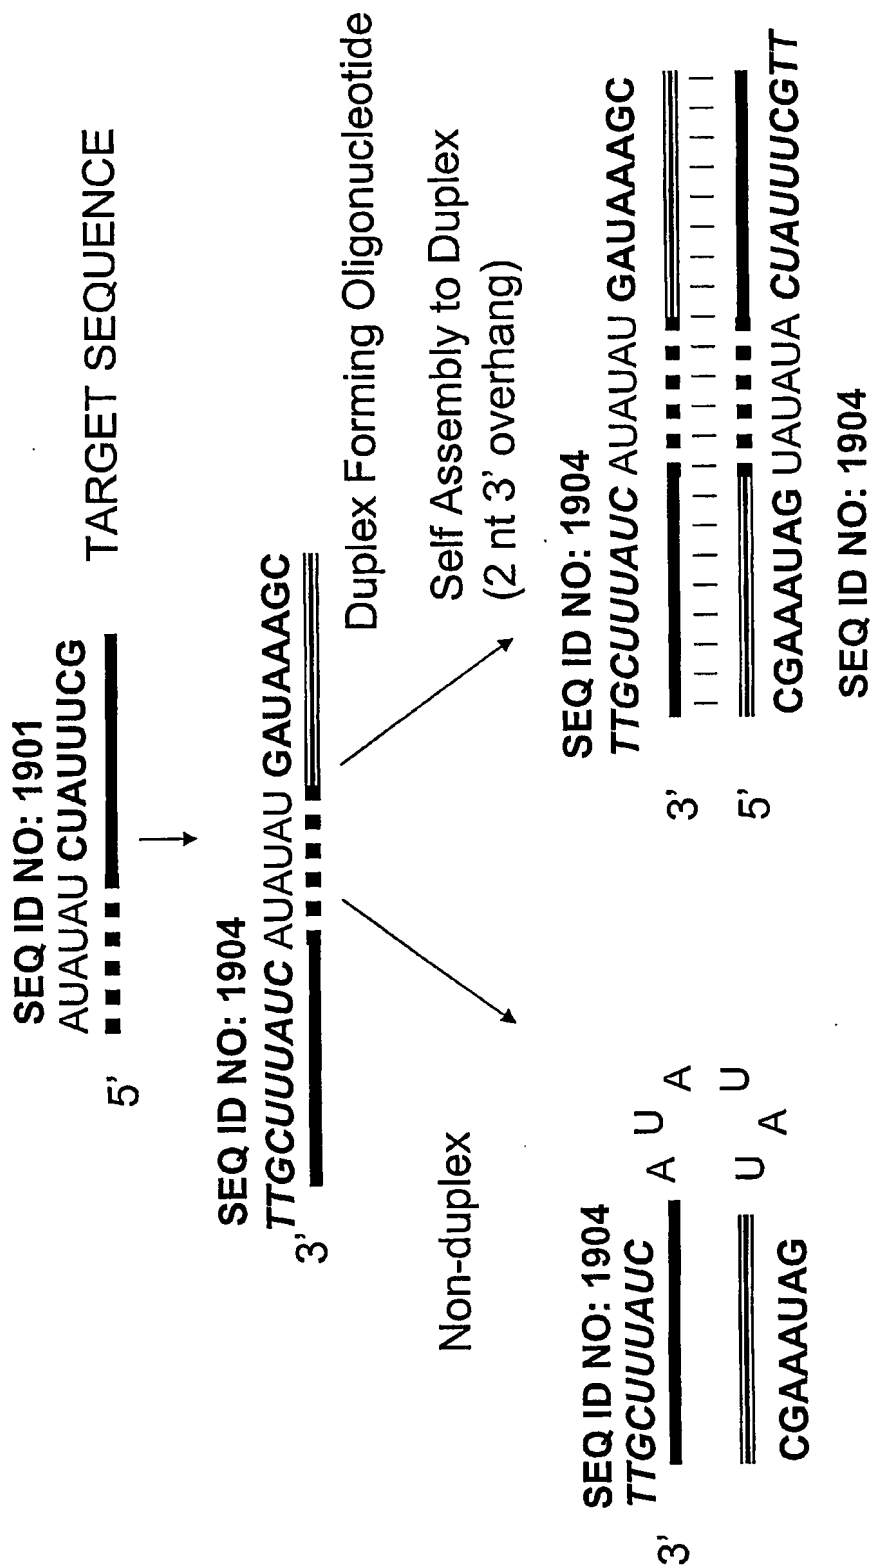 SEQ ID NO: 1901
AUAUAU CUAUUUCG
5’
TARGET SEQUENCE
SEQ ID NO: 1904
TTGCUUUAUC AUAUAU GAUAAAGC
3’
Duplex Forming Oligonucleotide
Non-duplex
Self Assembly to Duplex
(2 nt 3’ overhang)
SEQ ID NO: 1904
TTGCUUUAUC
3’
A
U
A
U
A
U
CGAAAUAG
SEQ ID NO: 1904
TTGCUUUAUC AUAUAU GAUAAAGC
3’
5’
CGAAAUAG UAUAUA CUAUUUCGTT
SEQ ID NO: 1904